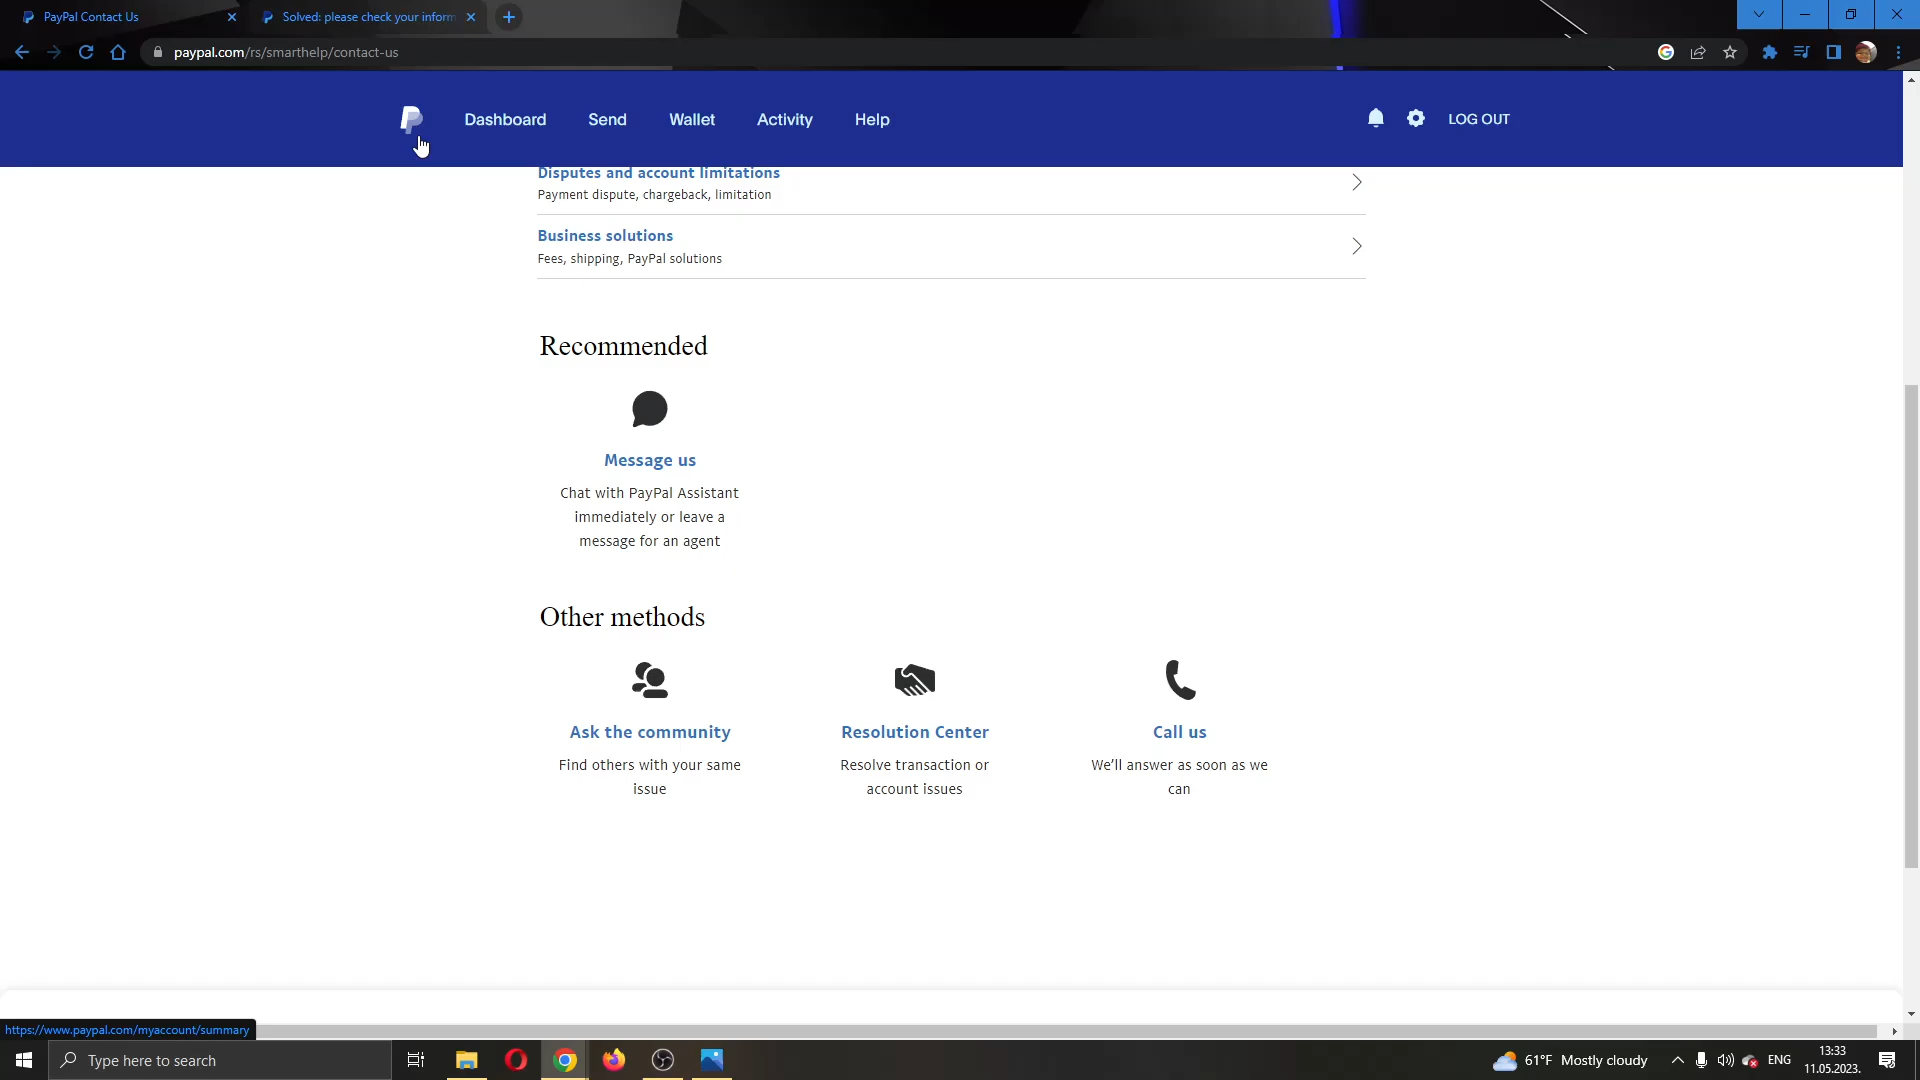 PayPal Contact Us
Solved: please check your inform
paypal.com/rs/smarthelp/contact-us
Dashboard
Send
Wallet
Activity
Help
LOG OUT
Disputes and account limitations
Payment dispute, chargeback, limitation
Business solutions
Fees, shipping, PayPal solutions
Recommended
Message us
Chat with PayPal Assistant
immediately or leave a
message for an agent
Other methods
Ask the community
Find others with your same
issue
Resolution Center
Resolve transaction or
account issues
Call us
We'll answer as soon as we
can
https://www.paypal.com/myaccount/summary
Type here to search
61°F Mostly cloudy
ENG
13:33
11.05.2023.